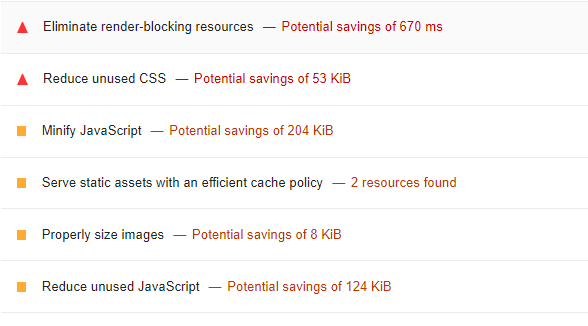 Eliminate render-blocking resources — Potential savings of 670 ms
Reduce unused CSS — Potential savings of 53 KiB
Minify JavaScript — Potential savings of 204 KiB
Serve static assets with an efficient cache policy — 2 resources found
Properly size images — Potential savings of 8 KiB
Reduce unused JavaScript — Potential savings of 124 KiB